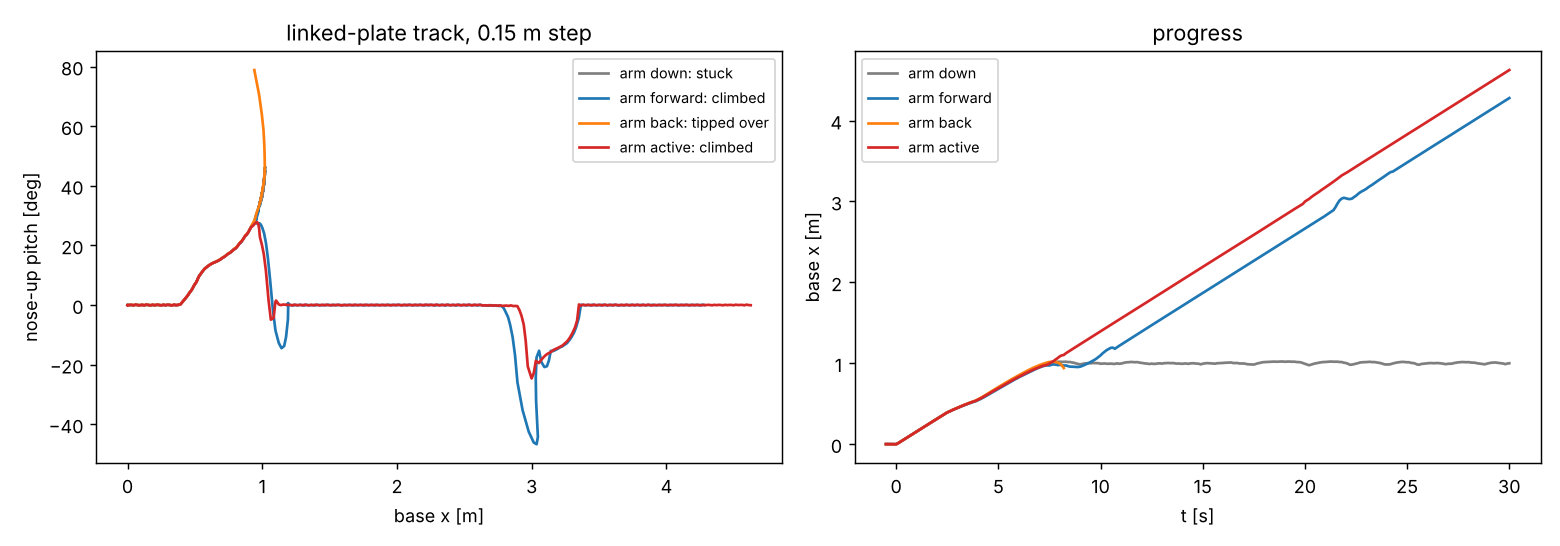 linked-plate track, 0.15 m step
80
60
40
20
0
−20
−40
nose-up pitch [deg]
arm down: stuck
arm forward: climbed
arm back: tipped over
arm active: climbed
0
1
2
3
4
base x [m]
progress
4
3
2
1
0
base x [m]
arm down
arm forward
arm back
arm active
0
5
10
15
20
25
30
t [s]